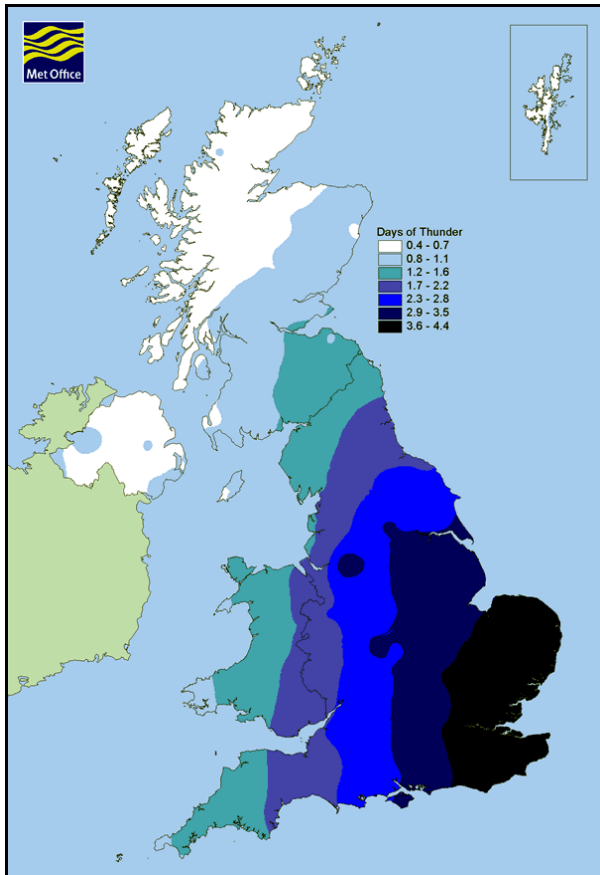 Met Office
Days of Thunder
0.4 - 0.7
0.8 - 1.1
1.2 - 1.6
1.7 - 2.2
2.3 - 2.8
2.9 - 3.5
3.6 - 4.4